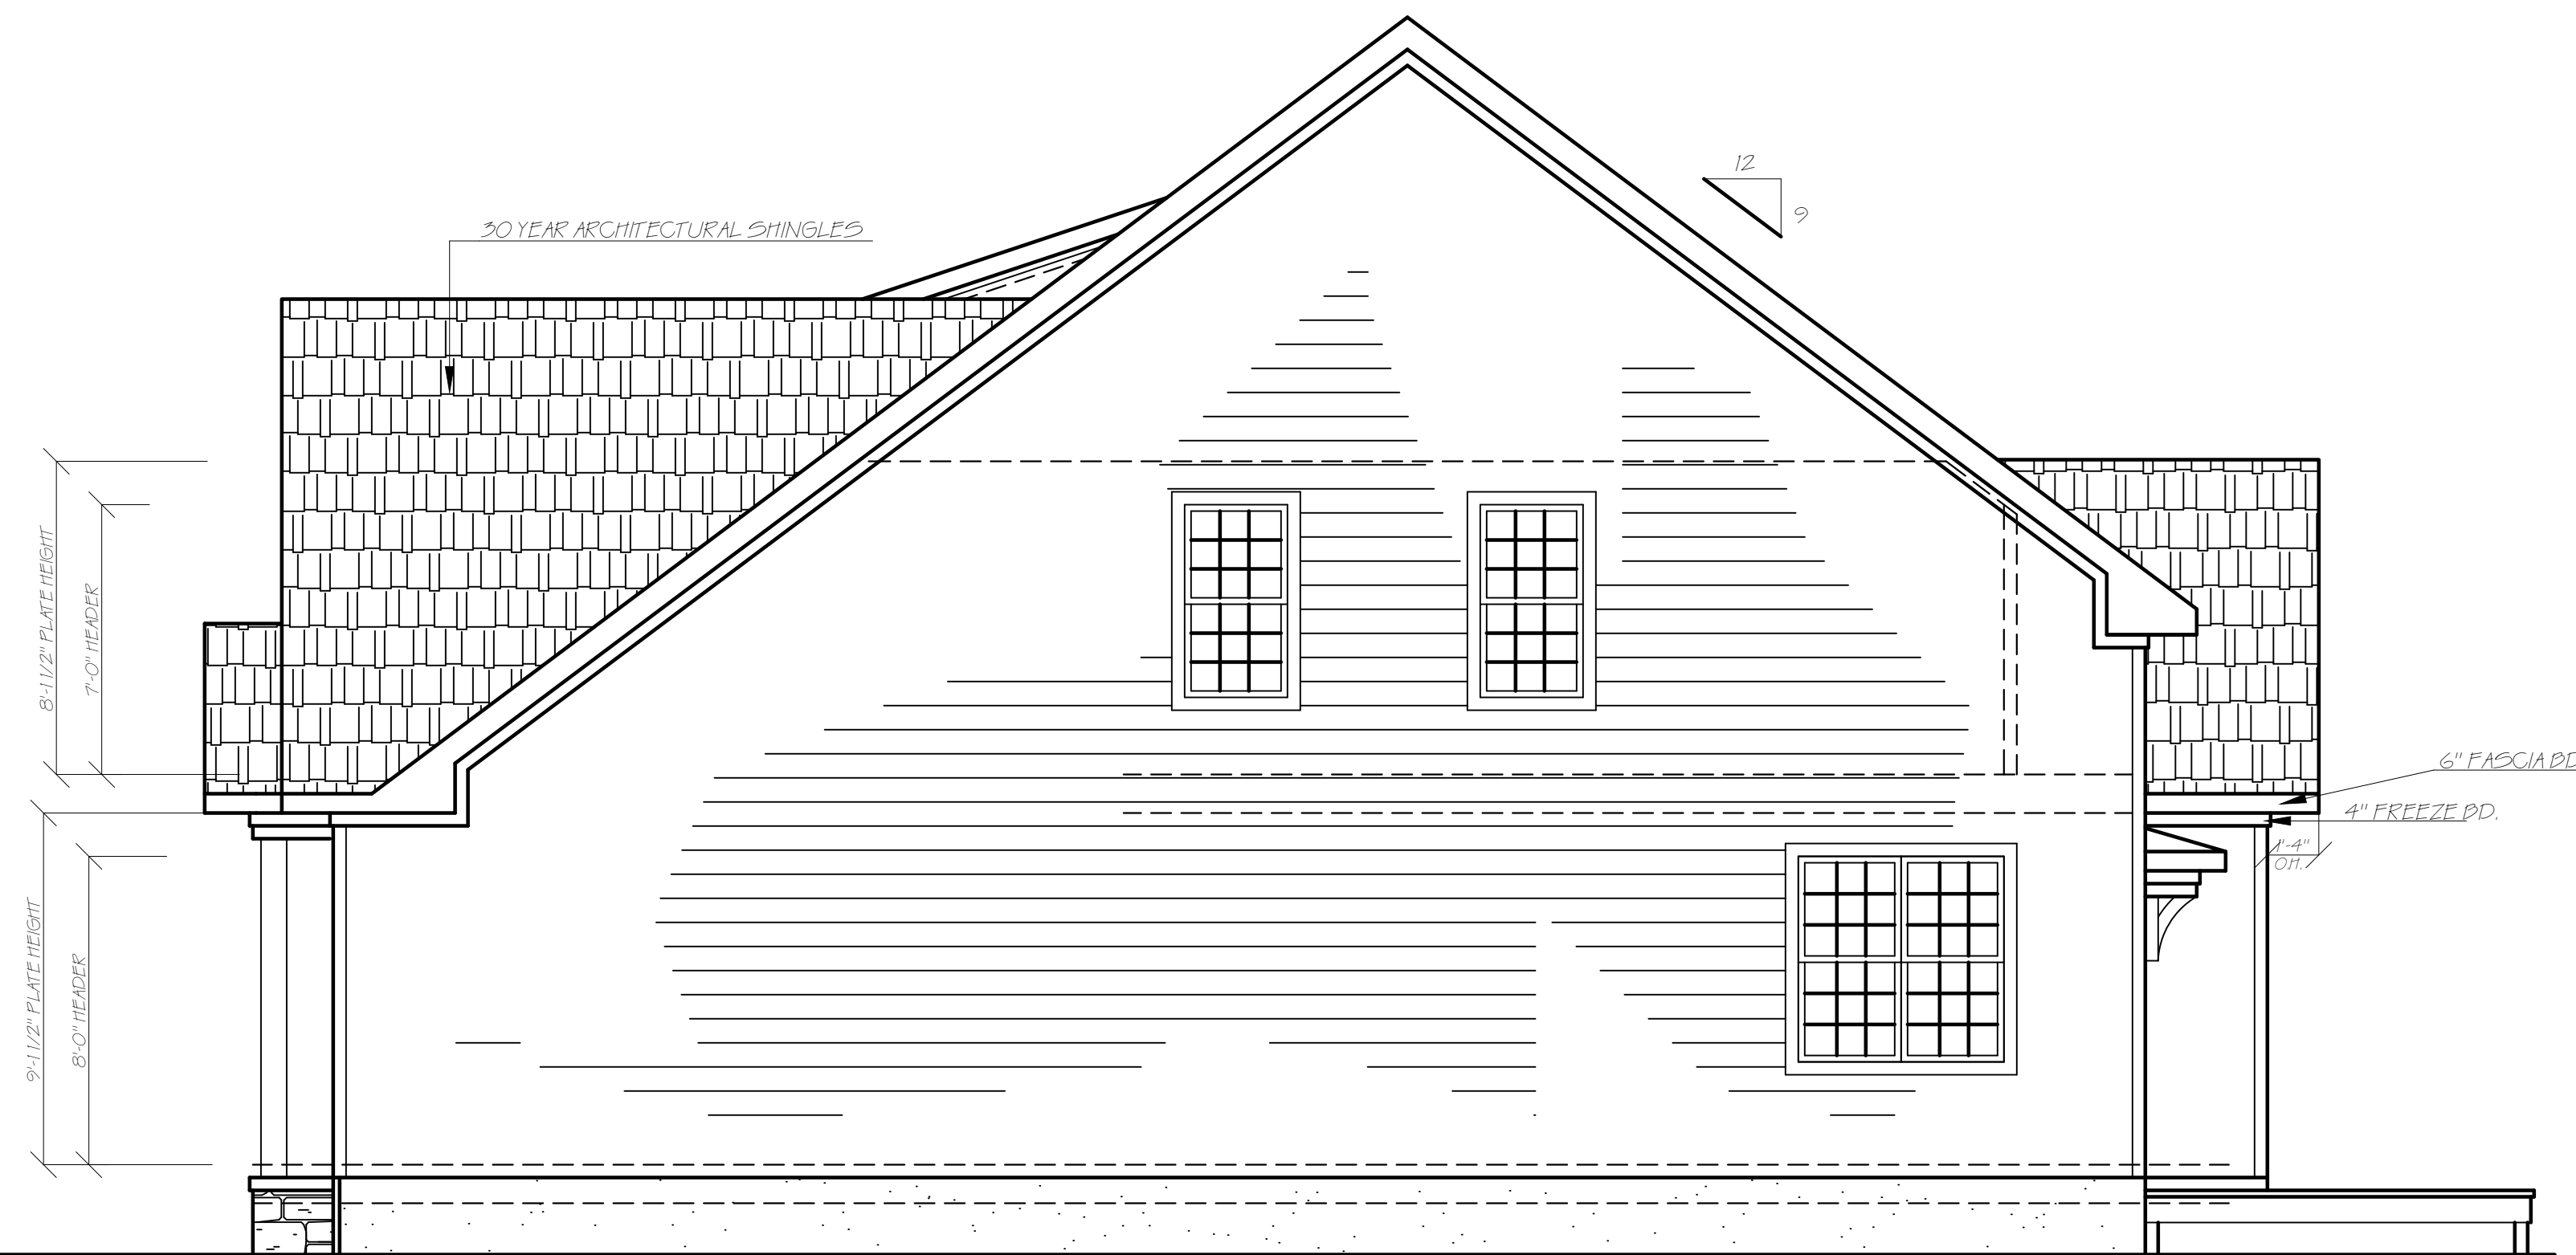 12
9
30 YEAR ARCHITECTURAL SHINGLES
8'-1 1/2" PLATE HEIGHT
7'-0" HEADER
6" FASCIA BD
4" FREEZE BD.
1'-4"
O.H.
9'-1 1/2" PLATE HEIGHT
8'-0" HEADER